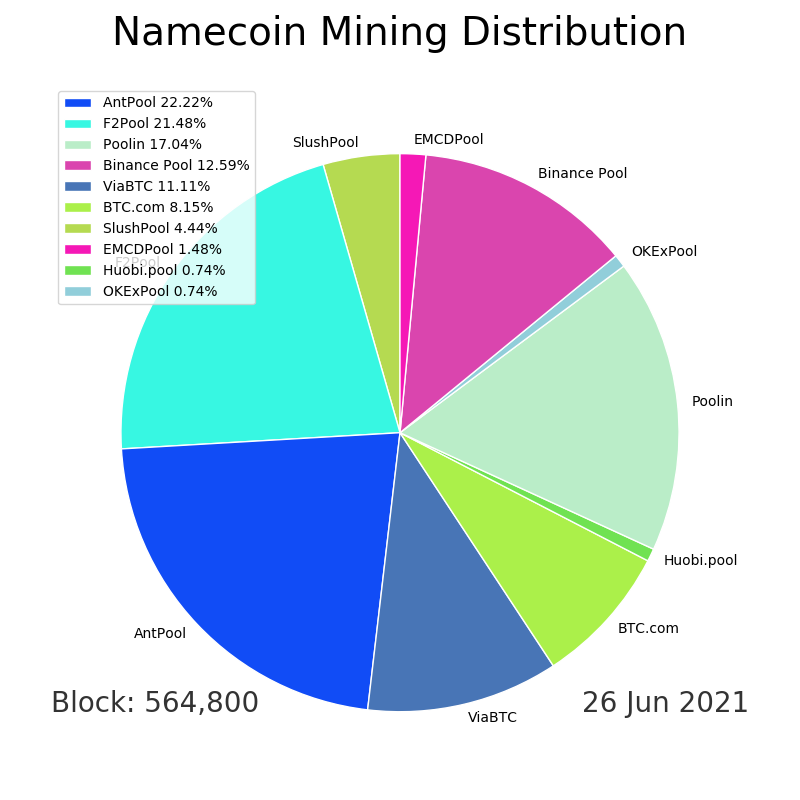 Namecoin Mining Distribution
AntPool 22.22%
F2Pool 21.48%
Poolin 17.04%
Binance Pool 12.59%
ViaBTC 11.11%
BTC.com 8.15%
SlushPool 4.44%
EMCDPool 1.48%
Huobi.pool 0.74%
OKExPool 0.74%
SlushPool
EMCDPool
Binance Pool
OKExPool
F2Pool
Poolin
Huobi.pool
BTC.com
AntPool
ViaBTC
Block: 564,800
26 Jun 2021